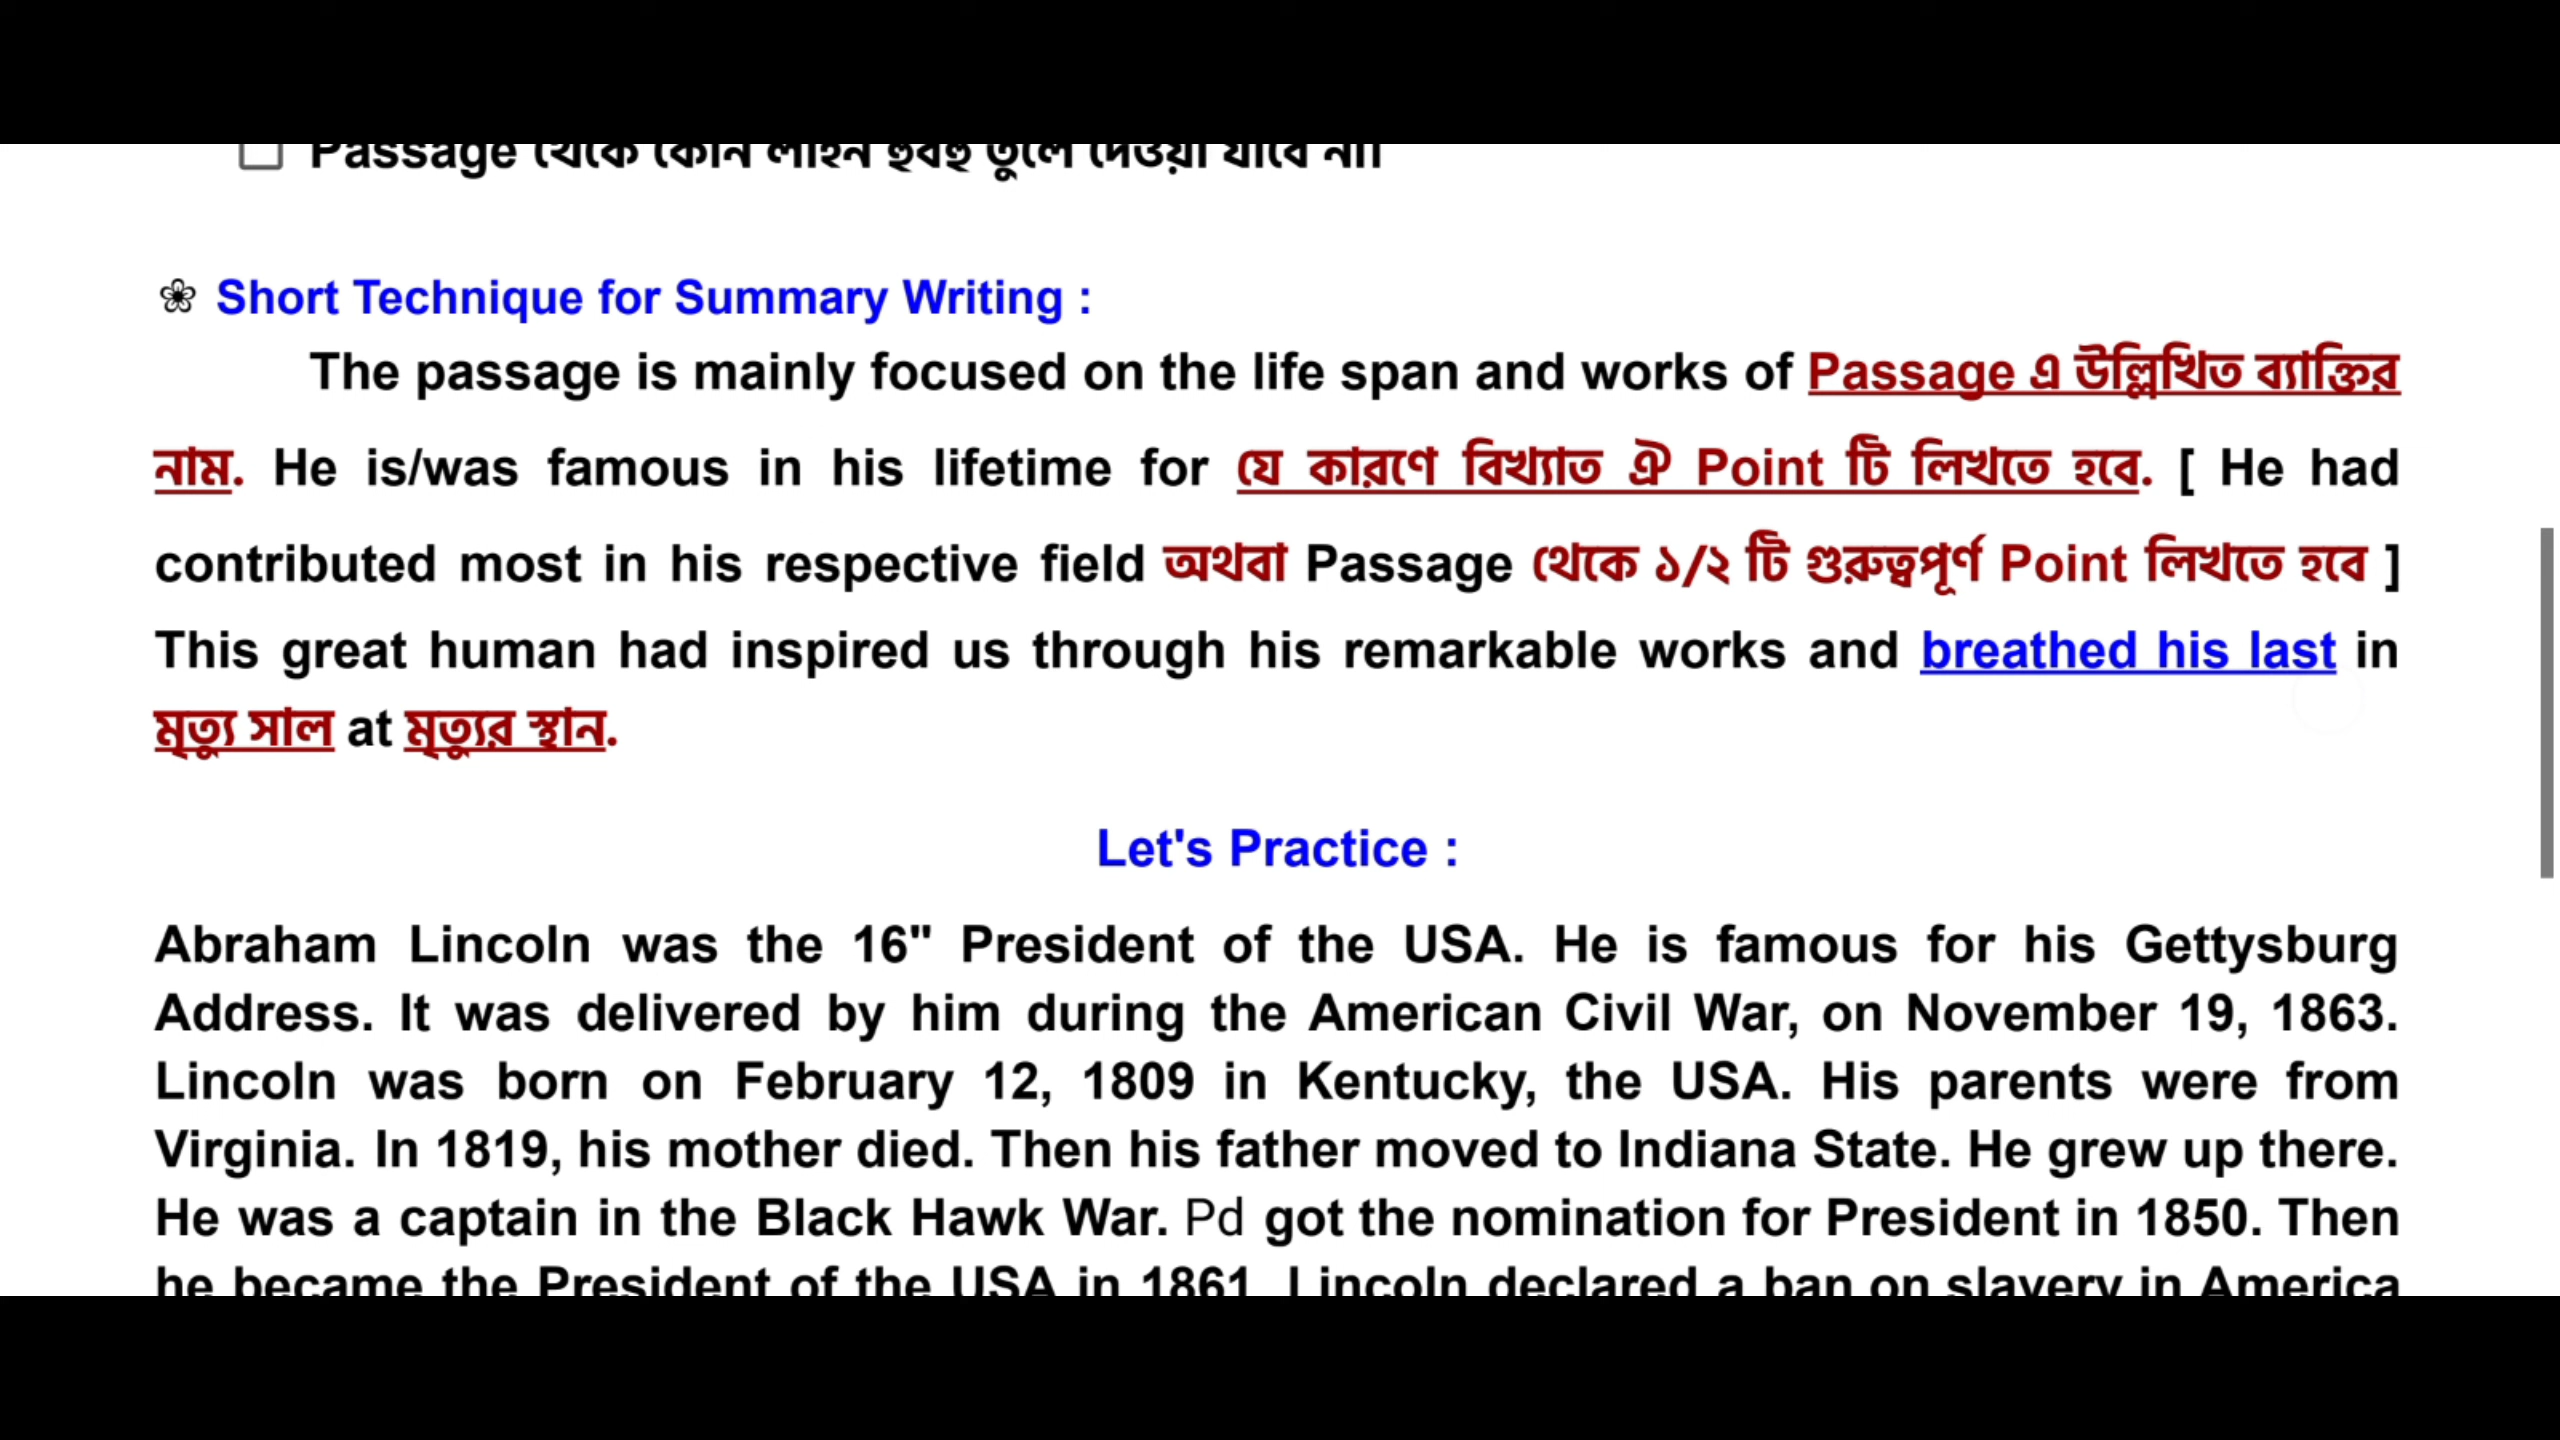 Passage থেকে কোন লাইন হুবহু তুলে দেওয়া যাবে না।
❀ Short Technique for Summary Writing :
The passage is mainly focused on the life span and works of Passage এ উল্লিখিত ব্যাক্তির
নাম. He is/was famous in his lifetime for যে কারণে বিখ্যাত ঐ Point টি লিখতে হবে. [ He had
contributed most in his respective field অথবা Passage থেকে ১/২ টি গুরুত্বপূর্ণ Point লিখতে হবে ]
This great human had inspired us through his remarkable works and breathed his last in
মৃত্যু সাল at মৃত্যুর স্থান.
Let's Practice :
Abraham Lincoln was the 16" President of the USA. He is famous for his Gettysburg
Address. It was delivered by him during the American Civil War, on November 19, 1863.
Lincoln was born on February 12, 1809 in Kentucky, the USA. His parents were from
Virginia. In 1819, his mother died. Then his father moved to Indiana State. He grew up there.
He was a captain in the Black Hawk War. Pd got the nomination for President in 1850. Then
he became the President of the USA in 1861. Lincoln declared a ban on slavery in America